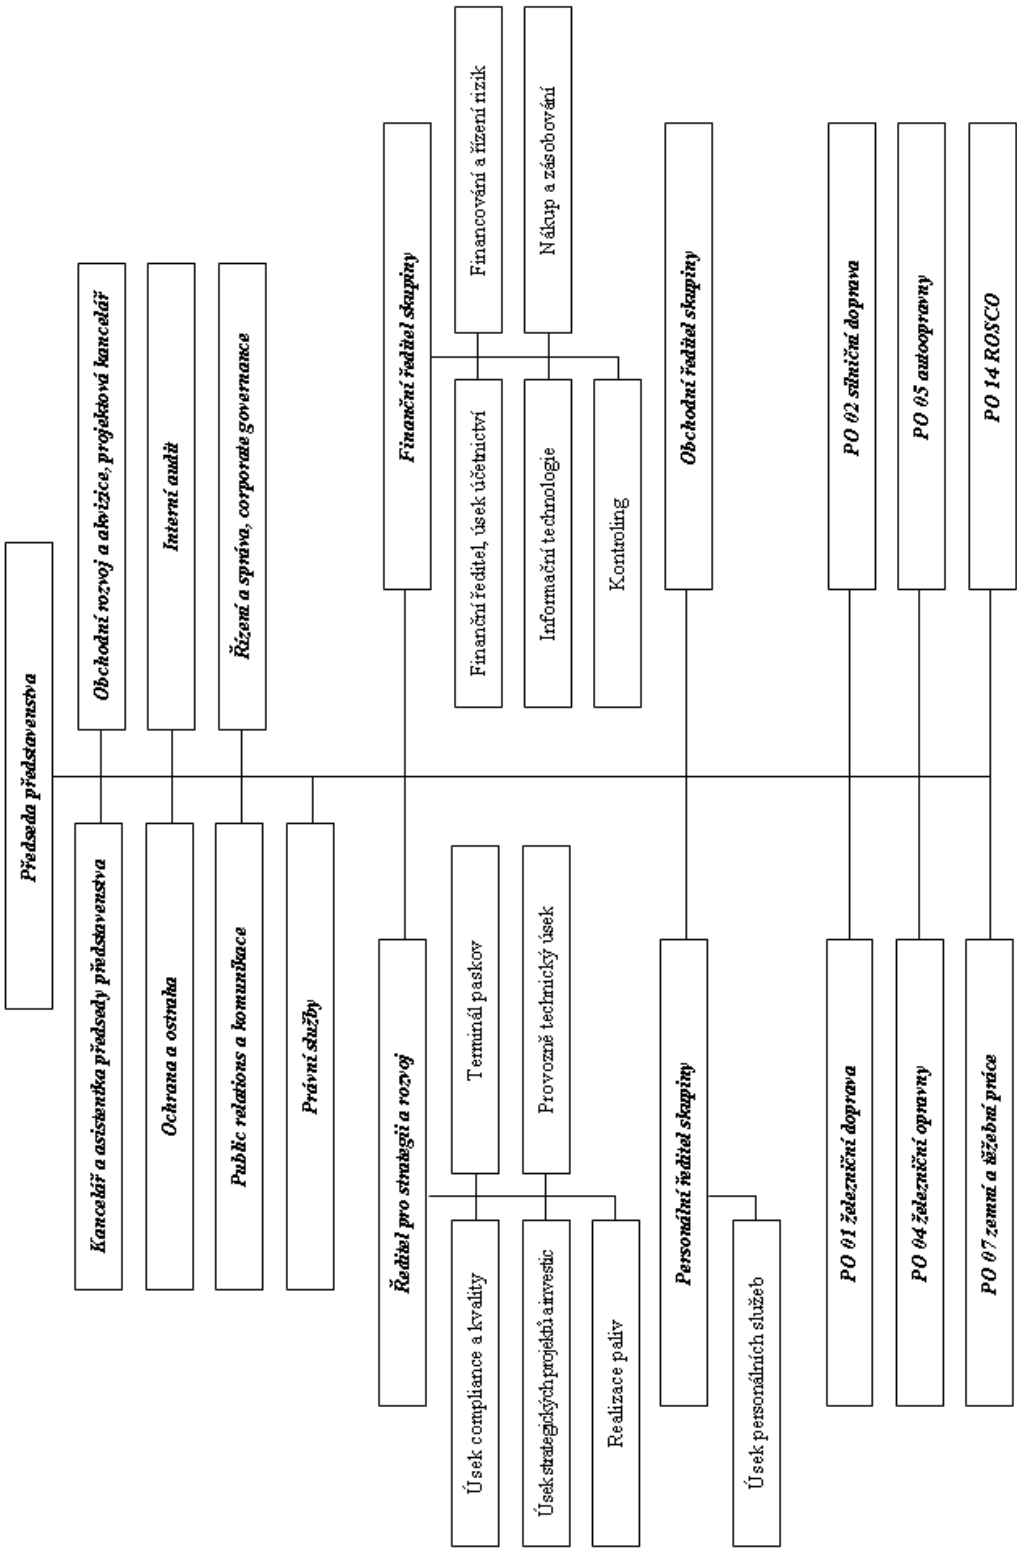 Předseda představenstva
Kancelář a asistentka předsedy představenstva
Obchodní rozvoj a akvizice, projektová kancelář
Ochrana a ostraha
Interní audit
Public relations a komunikace
Řízení a správa, corporate governance
Právní služby
Ředitel pro strategii a rozvoj
Finanční ředitel skupiny
Úsek compliance a kvality
Terminál paskov
Finanční ředitel, úsek účetnictví
Financování a řízení rizik
Úsek strategických projektů a investic
Provozně technický úsek
Informační technologie
Nákup a zásobování
Realizace paliv
Kontroling
Personální ředitel skupiny
Obchodní ředitel skupiny
Úsek personálních služeb
PO 01 železniční doprava
PO 02 silniční doprava
PO 04 železniční opravny
PO 05 autoopravny
PO 07 zemní a těžební práce
PO 14 ROSCO